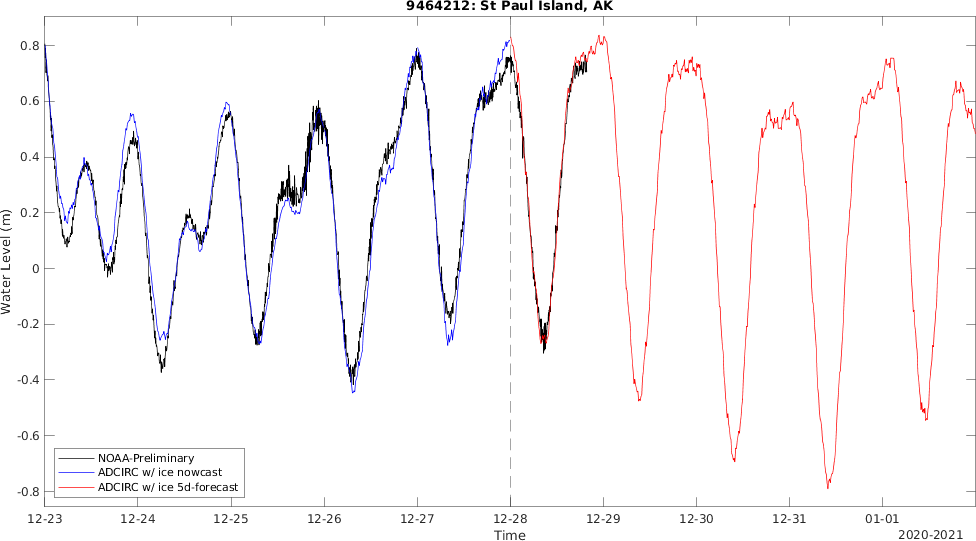 9464212: St Paul Island, AK
Water Level (m)
0.8
0.6
0.4
0.2
0
-0.2
-0.4
-0.6
-0.8
NOAA-Preliminary
ADCIRC w/ ice nowcast
ADCIRC w/ ice 5d-forecast
12-23 12-24 12-25 12-26 12-27 12-28 12-29 12-30 12-31 01-01
Time
2020-2021